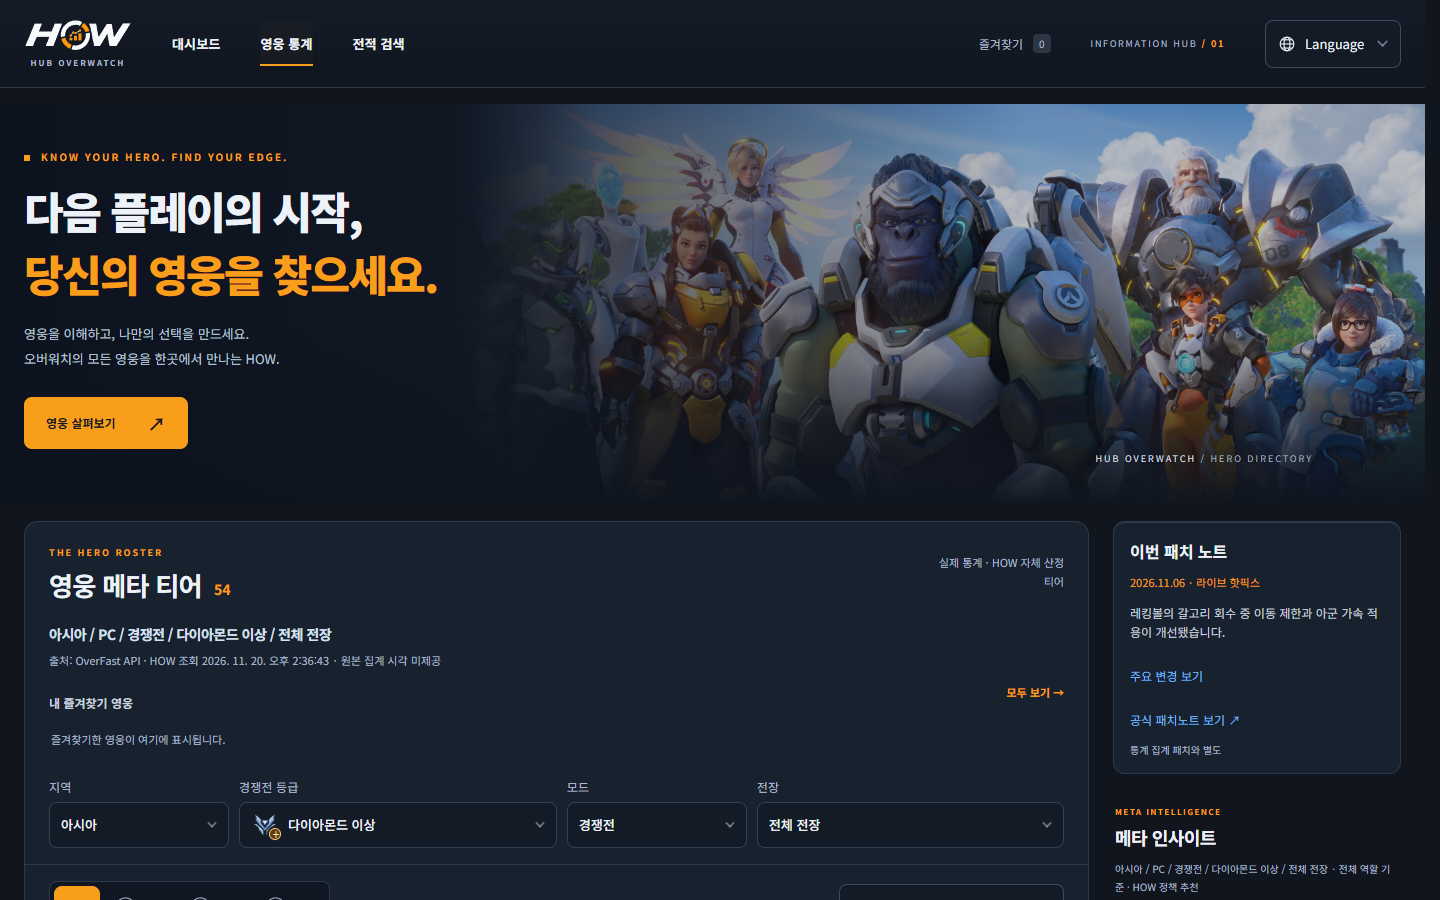 HOW
HUB OVERWATCH
대시보드
영웅 통계
전적 검색
즐겨찾기 0
INFORMATION HUB / 01
Language
KNOW YOUR HERO. FIND YOUR EDGE.
다음 플레이의 시작,
당신의 영웅을 찾으세요.
영웅을 이해하고, 나만의 선택을 만드세요.
오버워치의 모든 영웅을 한곳에서 만나는 HOW.
영웅 살펴보기 ↗
08
HUB OVERWATCH / HERO DIRECTORY
THE HERO ROSTER
영웅 메타 티어 54
실제 통계 · HOW 자체 산정
티어
아시아 / PC / 경쟁전 / 다이아몬드 이상 / 전체 전장
출처: OverFast API · HOW 조회 2026. 11. 20. 오후 2:36:43 · 원본 집계 시각 미제공
내 즐겨찾기 영웅
모두 보기 →
즐겨찾기한 영웅이 여기에 표시됩니다.
지역
경쟁전 등급
모드
전장
아시아
다이아몬드 이상
경쟁전
전체 전장
이번 패치 노트
2026.11.06 · 라이브 핫픽스
레킹볼의 갈고리 회수 중 이동 제한과 아군 가속 적
용이 개선됐습니다.
주요 변경 보기
공식 패치노트 보기 ↗
통계 집계 패치와 별도
META INTELLIGENCE
메타 인사이트
아시아 / PC / 경쟁전 / 다이아몬드 이상 / 전체 전장 · 전체 역할 기
준 · HOW 정책 추천